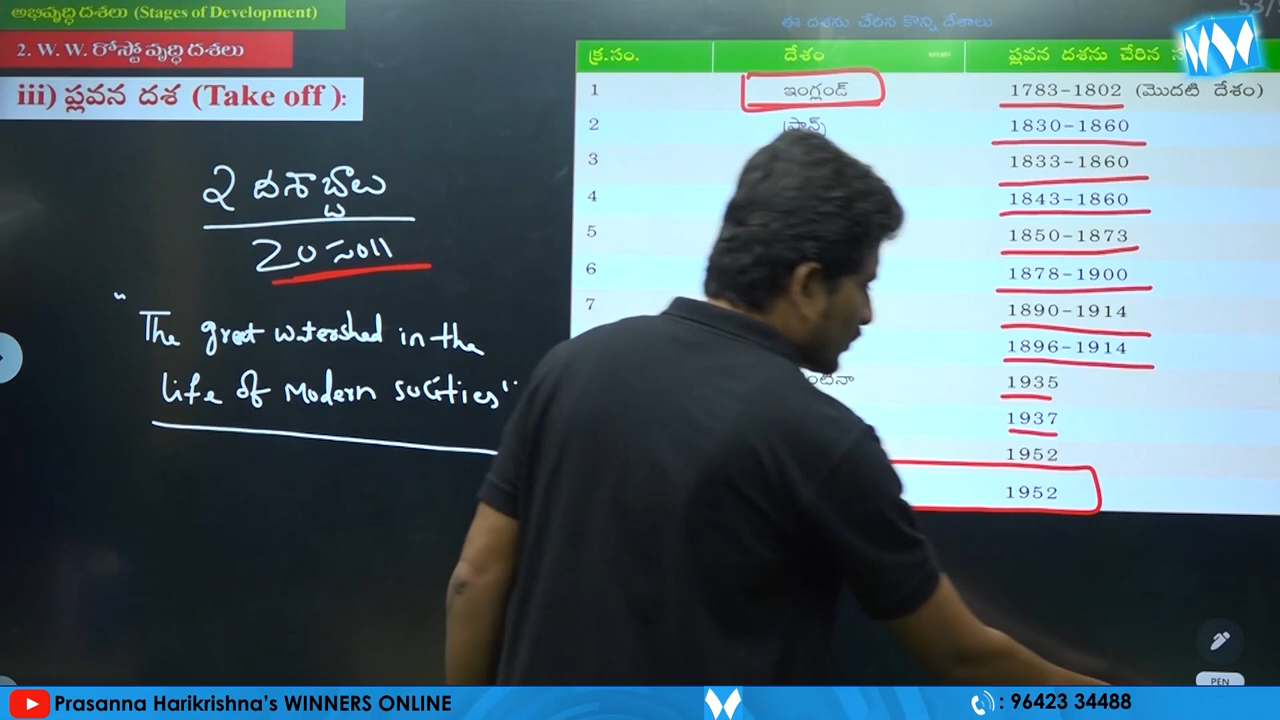 అభివృద్ధి దశలు (Stages of Development)
2. W. W. రోస్టో వృద్ధి దశలు
iii) ప్లవన దశ (Take off ):
2 దశాబ్దాలు
20 సం॥
"The great watershed in the
life of Modern societies"
ఈ దశను చేరిన కొన్ని దేశాలు
క్ర.సం. దేశం ప్లవన దశను చేరిన
1 ఇంగ్లండ్ 1783-1802 (మొదటి దేశం)
2 ఫ్రాన్స్ 1830-1860
3 1833-1860
4 1843-1860
5 1850-1873
6 1878-1900
7 1890-1914
1896-1914
1935
1937
1952
1952
PEN
Prasanna Harikrishna's WINNERS ONLINE
: 96423 34488